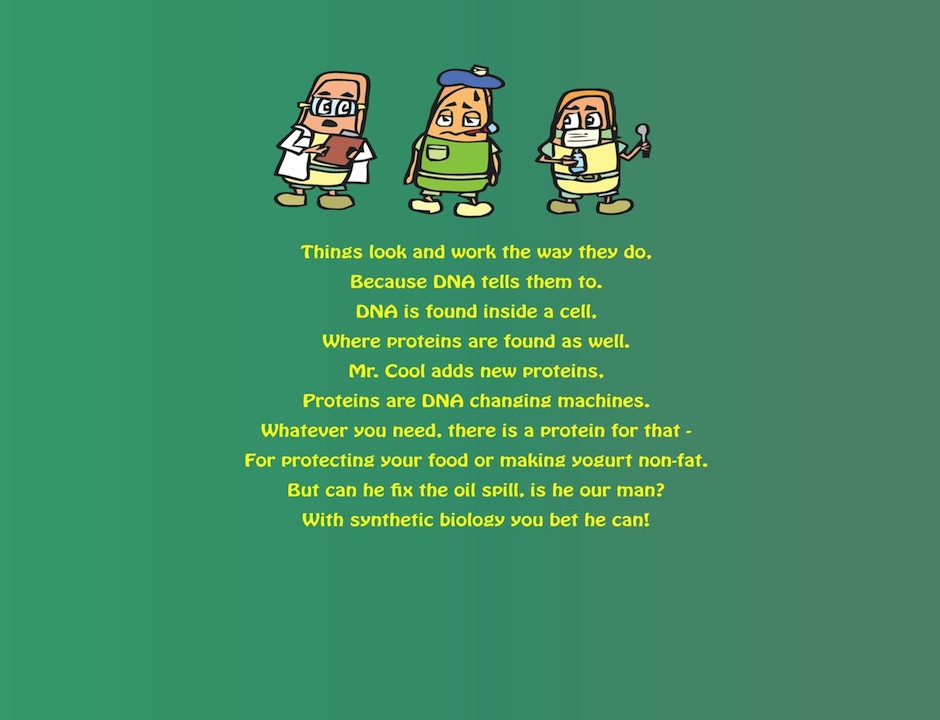 Things look and work the way they do,
Because DNA tells them to.
DNA is found inside a cell,
Where proteins are found as well.
Mr. Cool adds new proteins,
Proteins are DNA changing machines.
Whatever you need, there is a protein for that -
For protecting your food or making yogurt non-fat.
But can he fix the oil spill, is he our man?
With synthetic biology you bet he can!